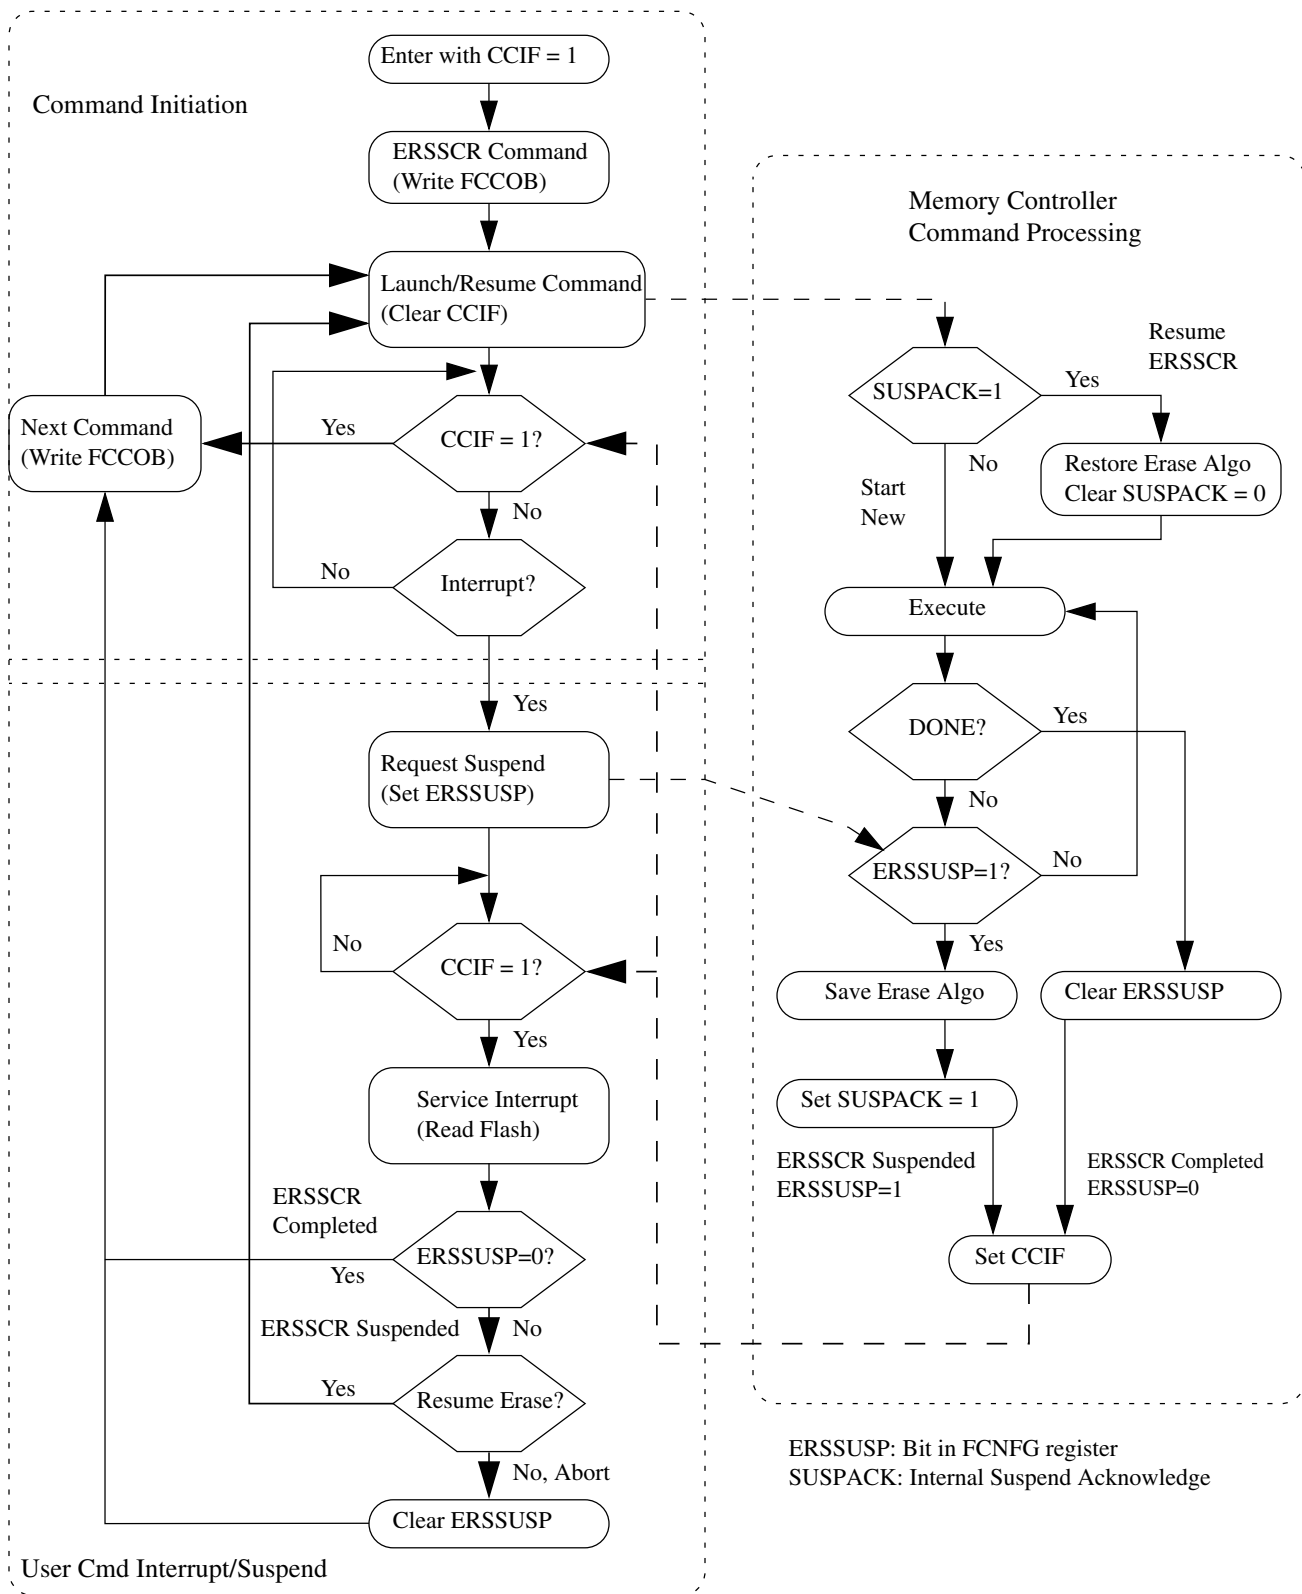 Enter with CCIF = 1
Command Initiation
ERSSCR Command
(Write FCCOB)
Memory Controller
Command Processing
Launch/Resume Command
(Clear CCIF)
Resume
ERSSCR
SUSPACK=1
Yes
Next Command
(Write FCCOB)
Yes
CCIF = 1?
No
Restore Erase Algo
Clear SUSPACK = 0
Start
New
No
No
Interrupt?
Execute
Yes
DONE?
Yes
Request Suspend
(Set ERSSUSP)
No
ERSSUSP=1?
No
No
CCIF = 1?
Yes
Save Erase Algo
Clear ERSSUSP
Yes
Service Interrupt
(Read Flash)
Set SUSPACK = 1
ERSSCR Suspended
ERSSUSP=1
ERSSCR Completed
ERSSUSP=0
ERSSCR
Completed
ERSSUSP=0?
Yes
Set CCIF
ERSSCR Suspended
No
Yes
Resume Erase?
No, Abort
ERSSUSP: Bit in FCNFG register
SUSPACK: Internal Suspend Acknowledge
Clear ERSSUSP
User Cmd Interrupt/Suspend